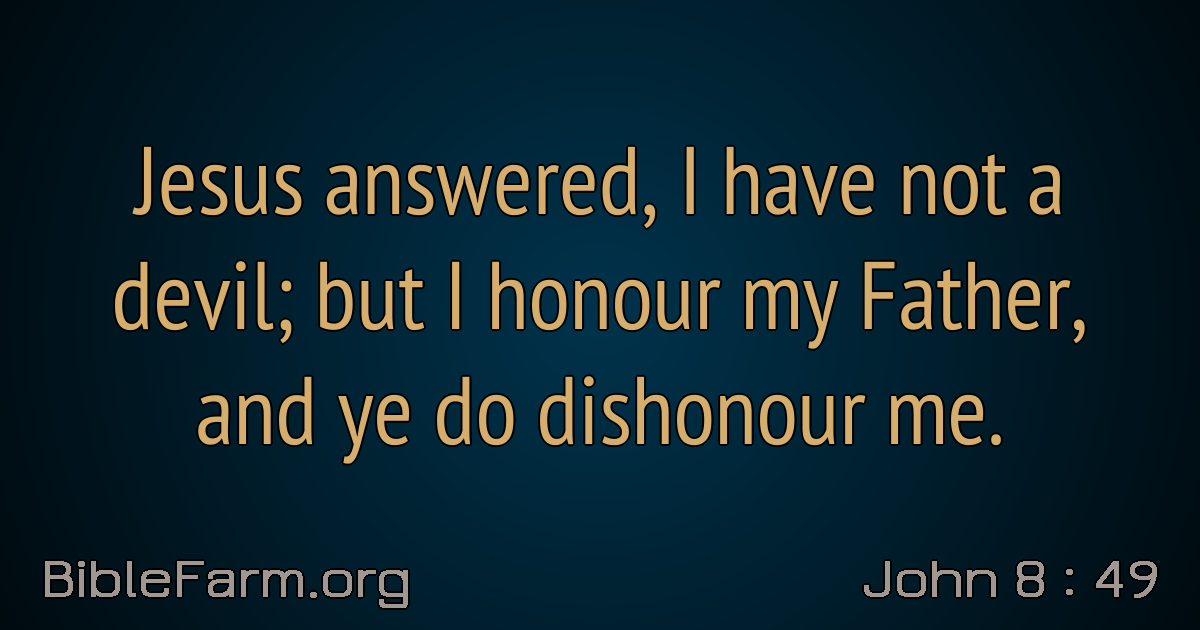 Jesus answered, I have not a
devil; but I honour my Father,
and ye do dishonour me.
BibleFarm.org
John 8 : 49